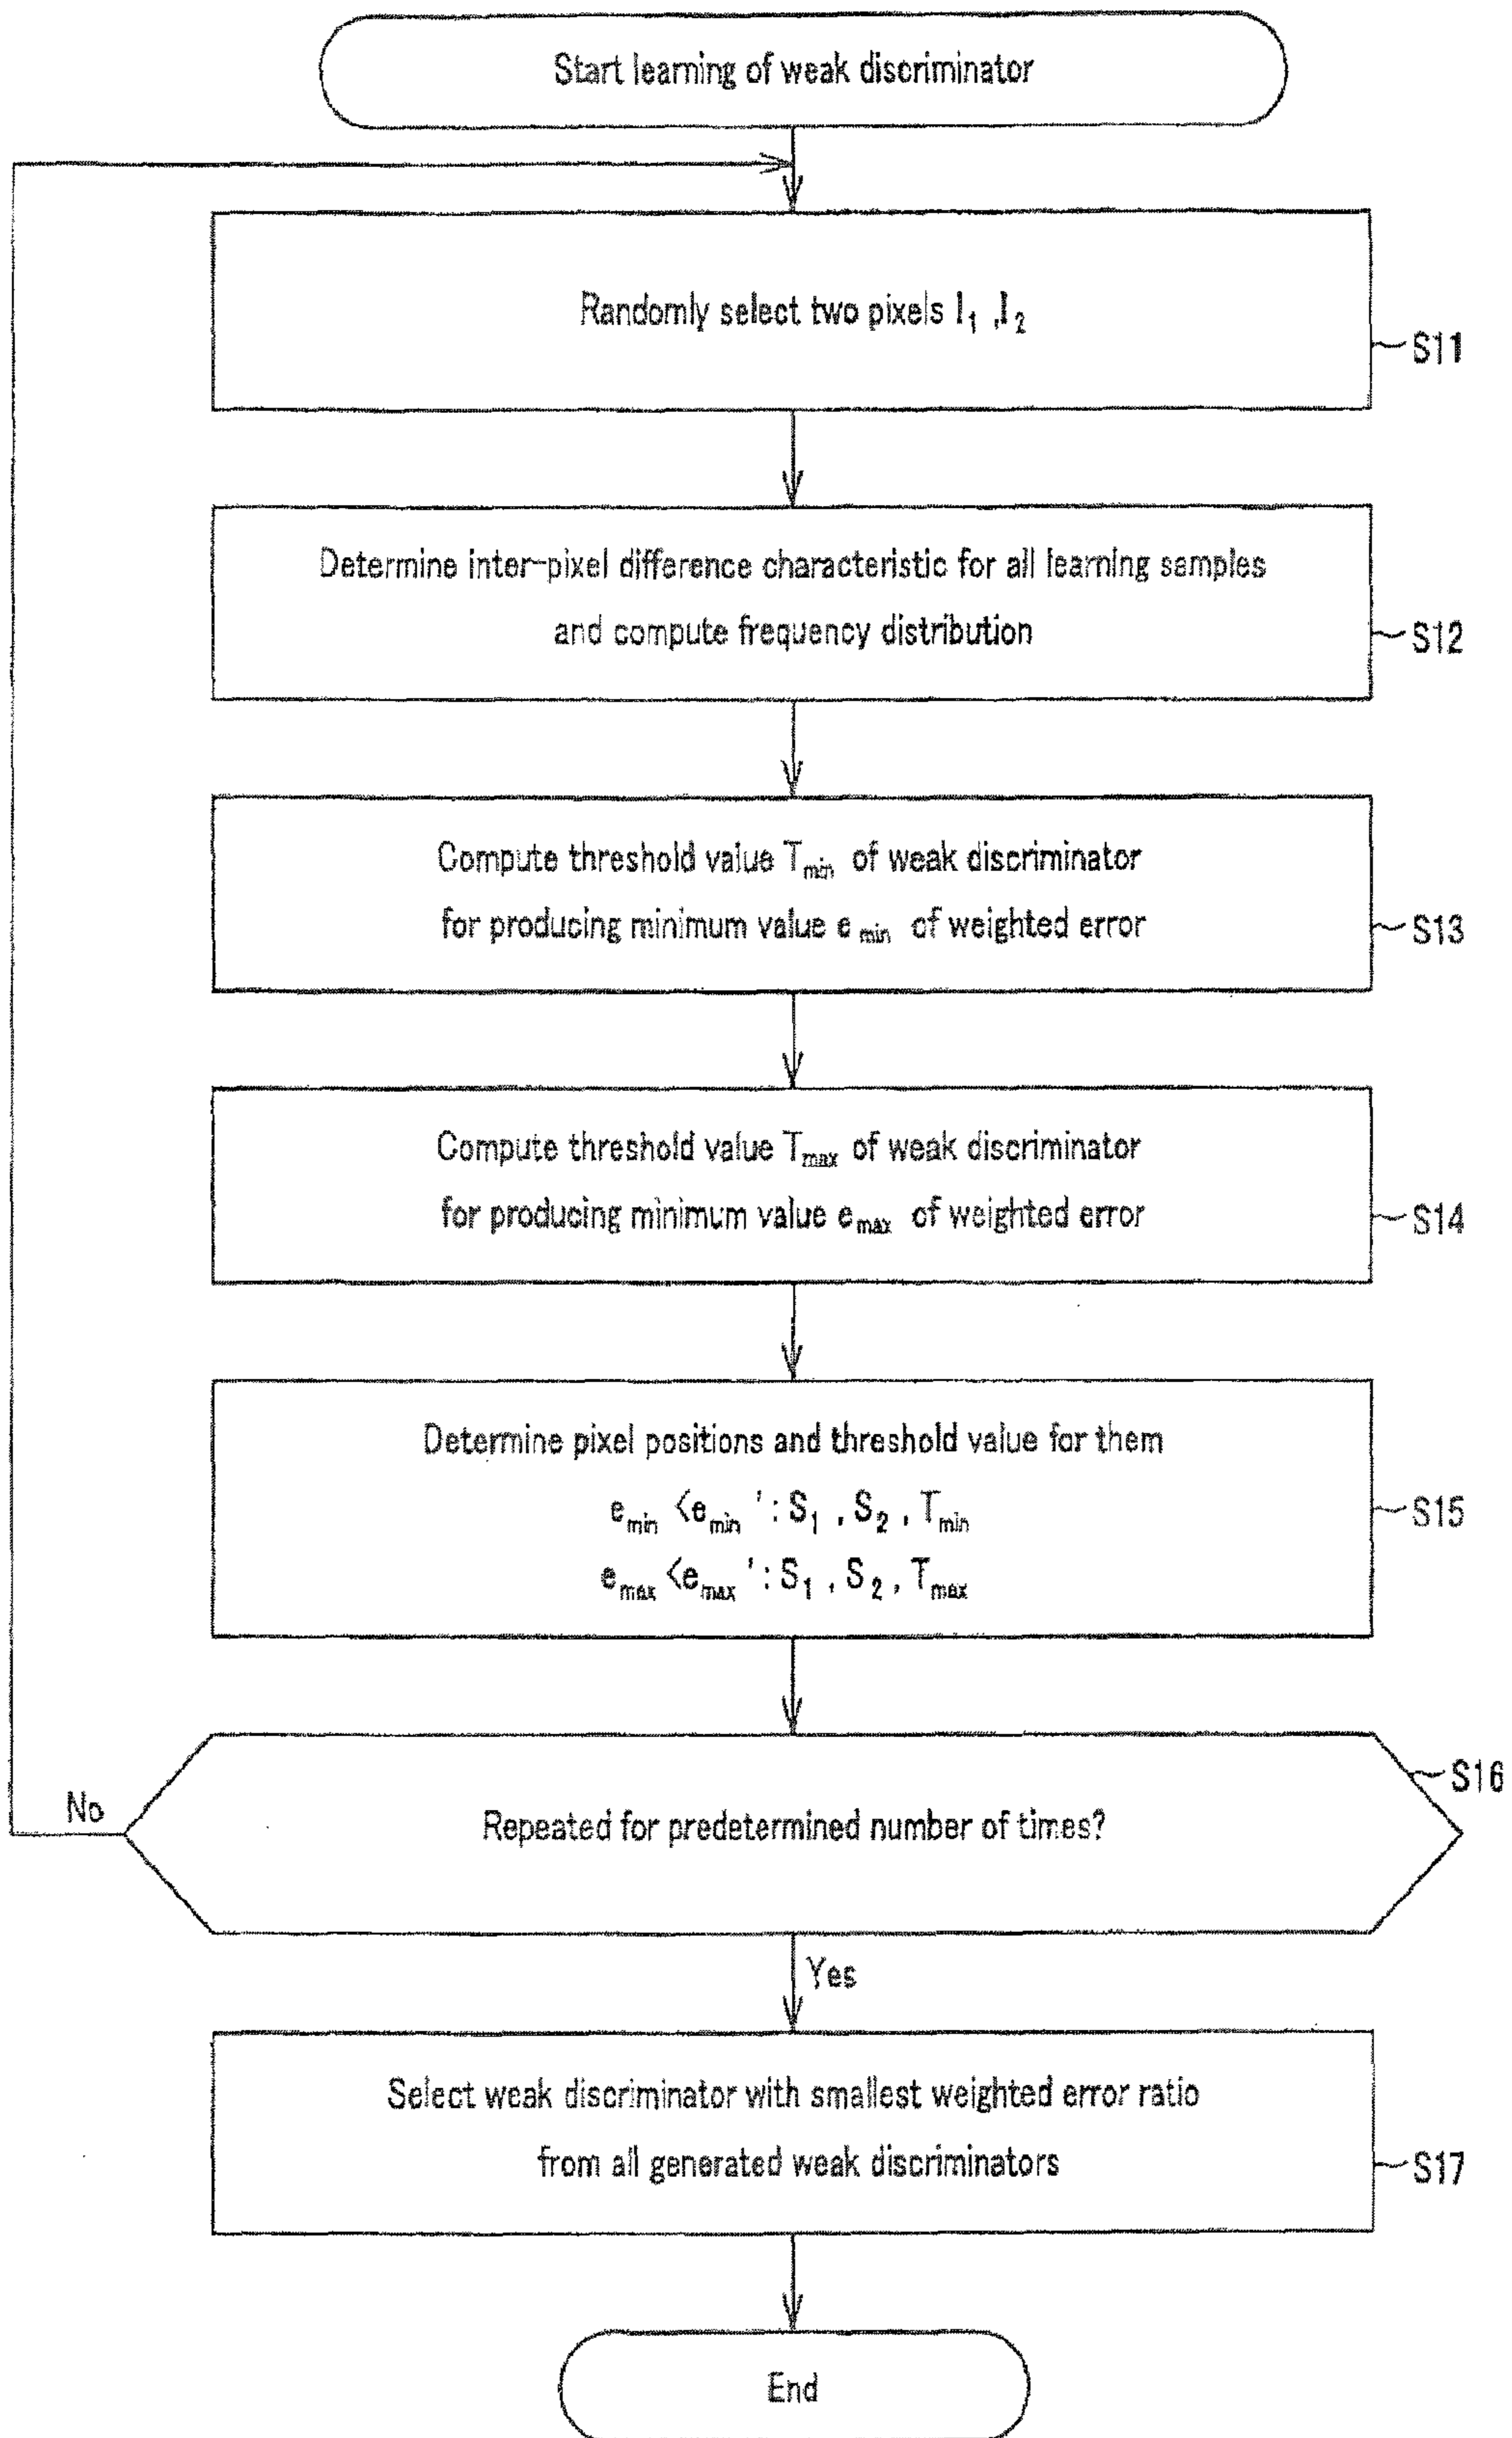 Start learning of weak discriminator
Randomly select two pixels I₁ ,I₂
S11
Determine inter-pixel difference characteristic for all learning samples
and compute frequency distribution
S12
Compute threshold value Tmin of weak discriminator
for producing minimum value emin of weighted error
S13
Compute threshold value Tmax of weak discriminator
for producing minimum value emax of weighted error
S14
Determine pixel positions and threshold value for them
emin <emin ' : S₁ , S₂ , Tmin
S15
emax <emax ' : S₁ , S₂ , Tmax
S16
No
Repeated for predetermined number of times?
Yes
Select weak discriminator with smallest weighted error ratio
from all generated weak discriminators
S17
End